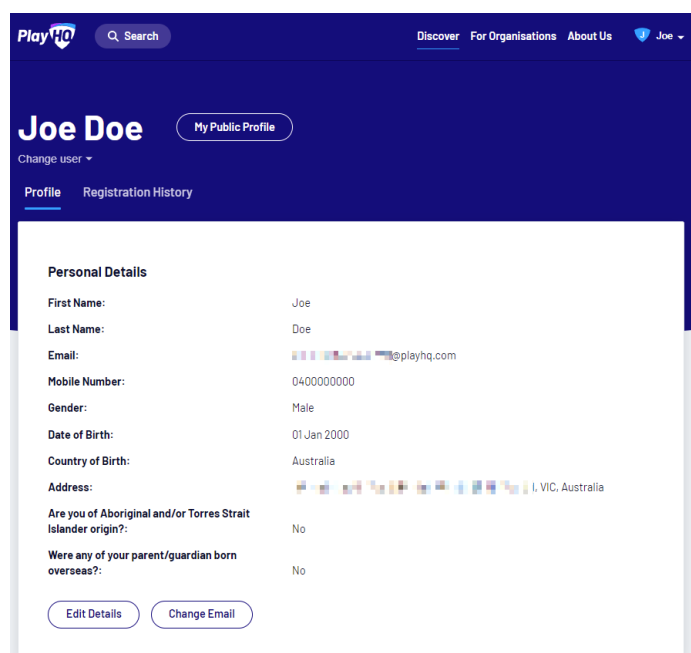 PlayHQ Search Discover For Organisations About Us J Joe
Joe Doe My Public Profile
Change user
Profile Registration History
Personal Details
First Name: Joe
Last Name: Doe
Email: @playhq.com
Mobile Number: 0400000000
Gender: Male
Date of Birth: 01 Jan 2000
Country of Birth: Australia
Address: , VIC, Australia
Are you of Aboriginal and/or Torres Strait
Islander origin?: No
Were any of your parent/guardian born
overseas?: No
Edit Details Change Email